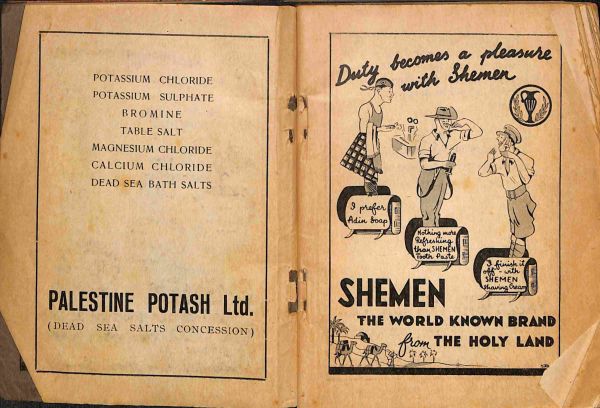 POTASSIUM CHLORIDE
POTASSIUM SULPHATE
BROMINE
TABLE SALT
MAGNESIUM CHLORIDE
CALCIUM CHLORIDE
DEAD SEA BATH SALTS
PALESTINE POTASH Ltd.
(DEAD SEA SALTS CONCESSION)
Duty becomes a pleasure
with Shemen
I prefer
Adin Soap
Nothing more
Refreshing
than SHEMEN
Tooth Paste
I finish it
off - with
SHEMEN
Shaving Cream
SHEMEN
THE WORLD KNOWN BRAND
from THE HOLY LAND